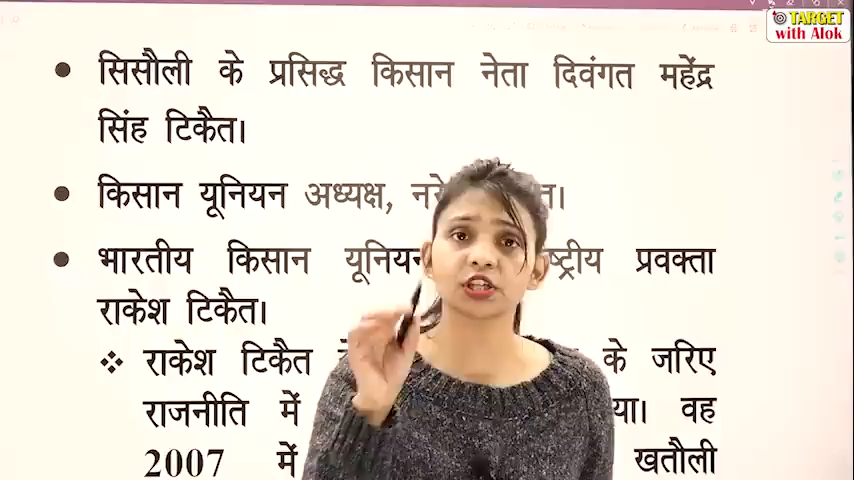 TARGET
with Alok
सिसौली के प्रसिद्ध किसान नेता दिवंगत महेंद्र
सिंह टिकैत।
किसान यूनियन अध्यक्ष,
भारतीय किसान यूनियन प्रवक्ता
राकेश टिकैत।
राकेश टिकैत के जरिए
राजनीति में वह
2007 में खतौली